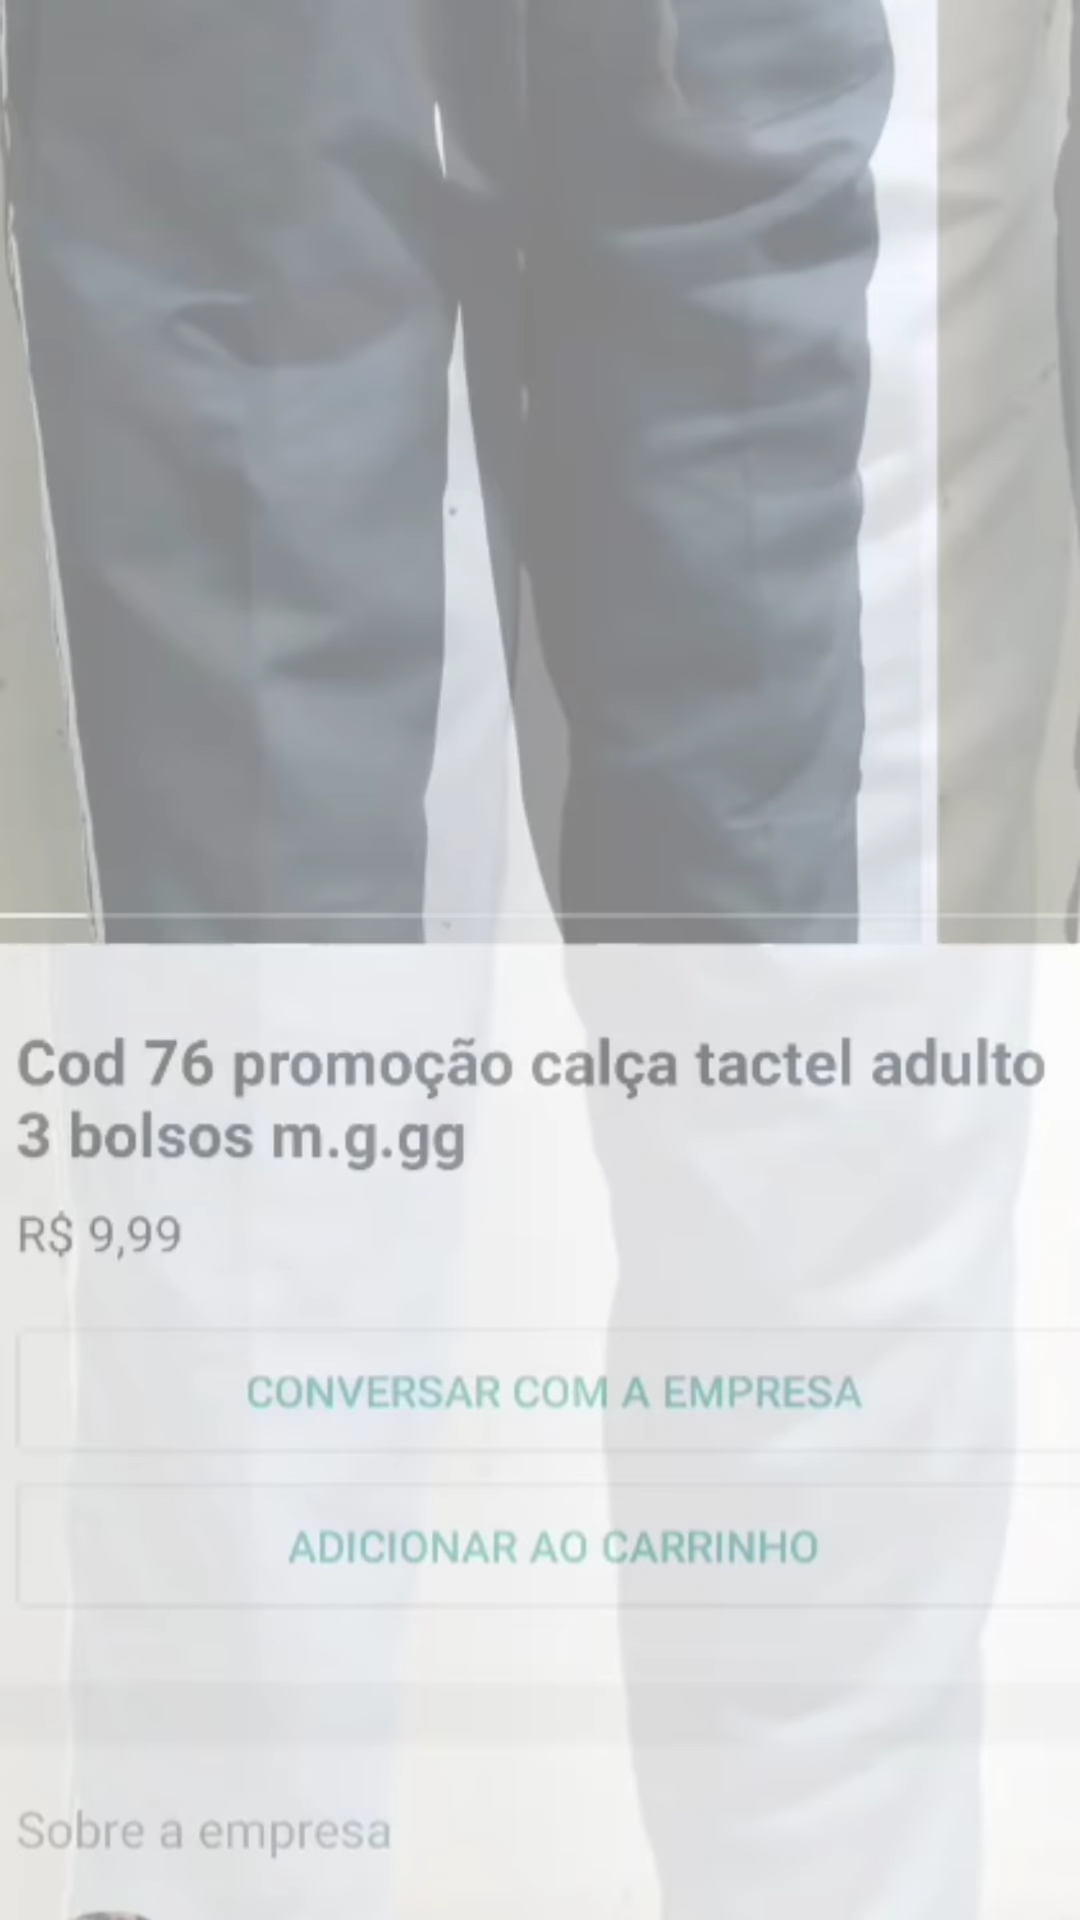 Cod 76 promoção calça tactel adulto
3 bolsos m.g.gg
R$ 9,99
CONVERSAR COM A EMPRESA
ADICIONAR AO CARRINHO
Sobre a empresa